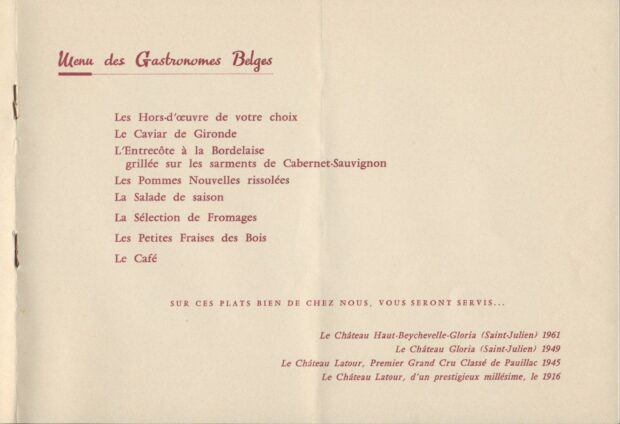 Menu des Gastronomes Belges
Les Hors-d'œuvre de votre choix
Le Caviar de Gironde
L'Entrecôte à la Bordelaise
grillée sur les sarments de Cabernet-Sauvignon
Les Pommes Nouvelles rissolées
La Salade de saison
La Sélection de Fromages
Les Petites Fraises des Bois
Le Café
SUR CES PLATS BIEN DE CHEZ NOUS, VOUS SERONT SERVIS...
Le Château Haut-Beychevelle-Gloria (Saint-Julien) 1961
Le Château Gloria (Saint-Julien) 1949
Le Château Latour, Premier Grand Cru Classé de Pauillac 1945
Le Château Latour, d'un prestigieux millésime, le 1916